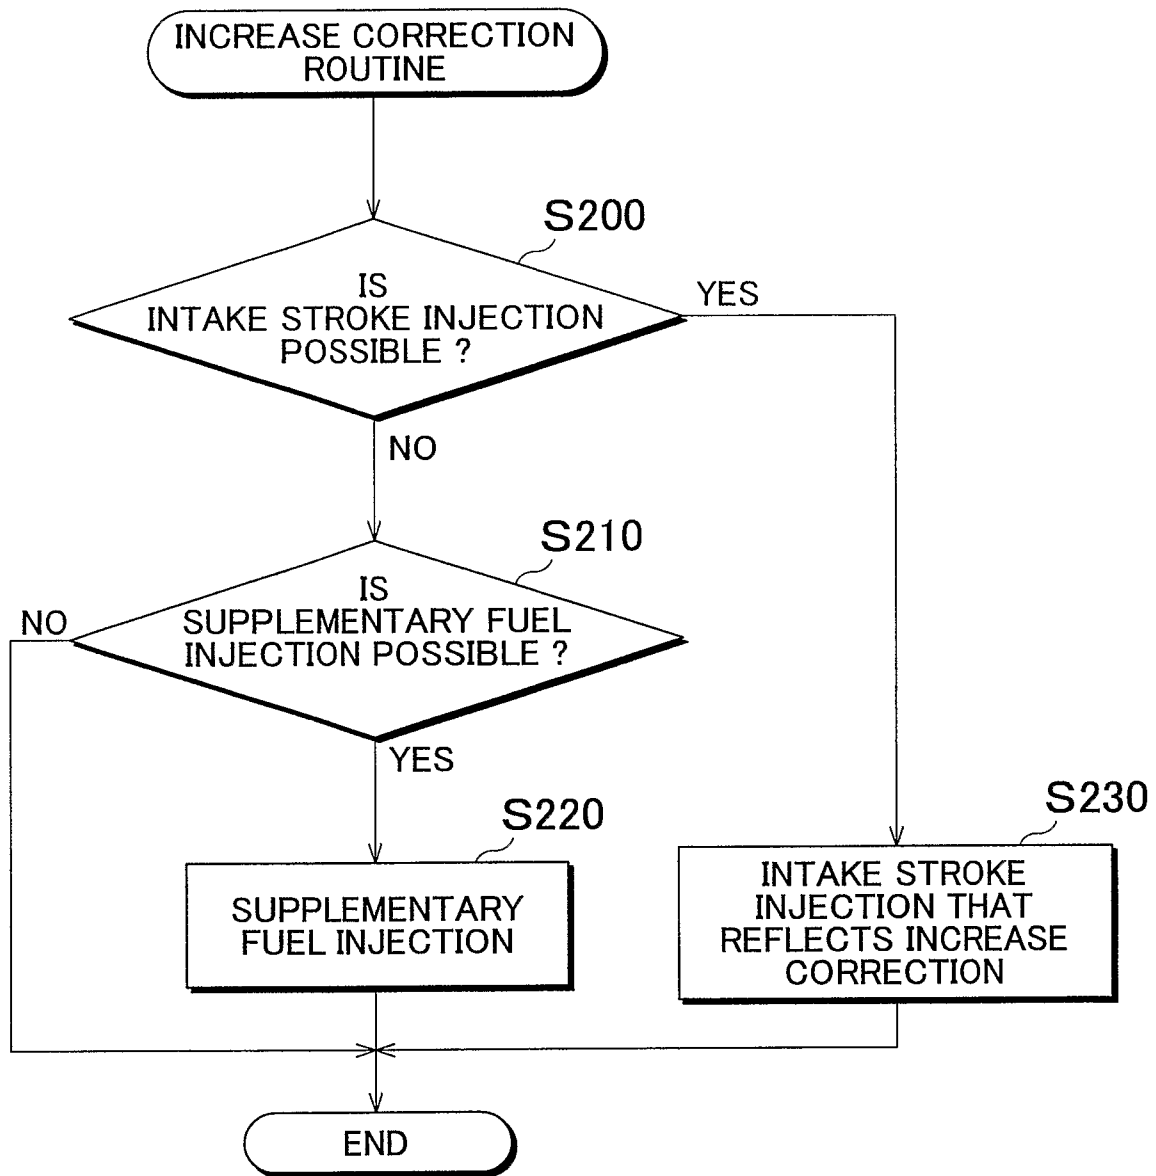 INCREASE CORRECTION
ROUTINE
S200
IS
INTAKE STROKE INJECTION
POSSIBLE ?
YES
NO
S210
IS
SUPPLEMENTARY FUEL
INJECTION POSSIBLE ?
NO
YES
S220
SUPPLEMENTARY
FUEL INJECTION
S230
INTAKE STROKE
INJECTION THAT
REFLECTS INCREASE
CORRECTION
END